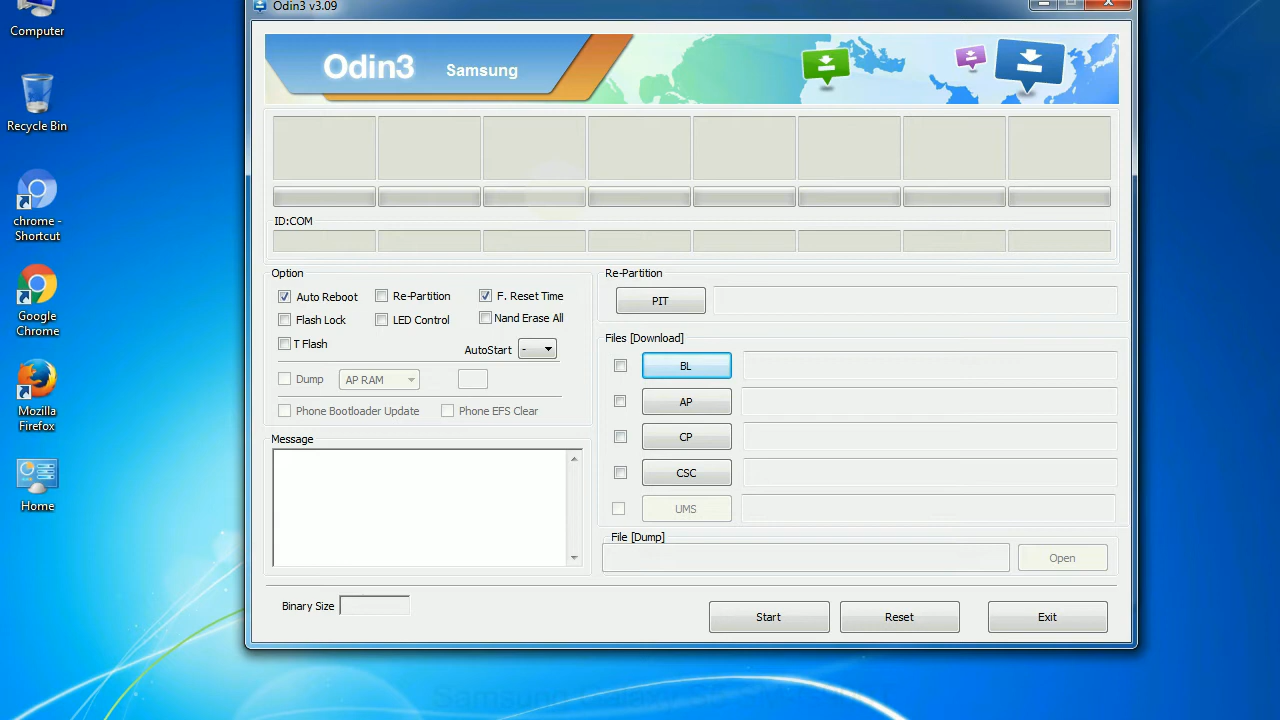 Odin3 v3.09
Computer
Recycle Bin
chrome -
Shortcut
Google
Chrome
Mozilla
Firefox
Home
Odin3 Samsung
ID:COM
Option
Auto Reboot
Re-Partition
F. Reset Time
Flash Lock
LED Control
Nand Erase All
T Flash
AutoStart -
Dump
AP RAM
Phone Bootloader Update
Phone EFS Clear
Message
Re-Partition
PIT
Files [Download]
BL
AP
CP
CSC
UMS
File [Dump]
Open
Binary Size
Start
Reset
Exit
Samsung Galaxy